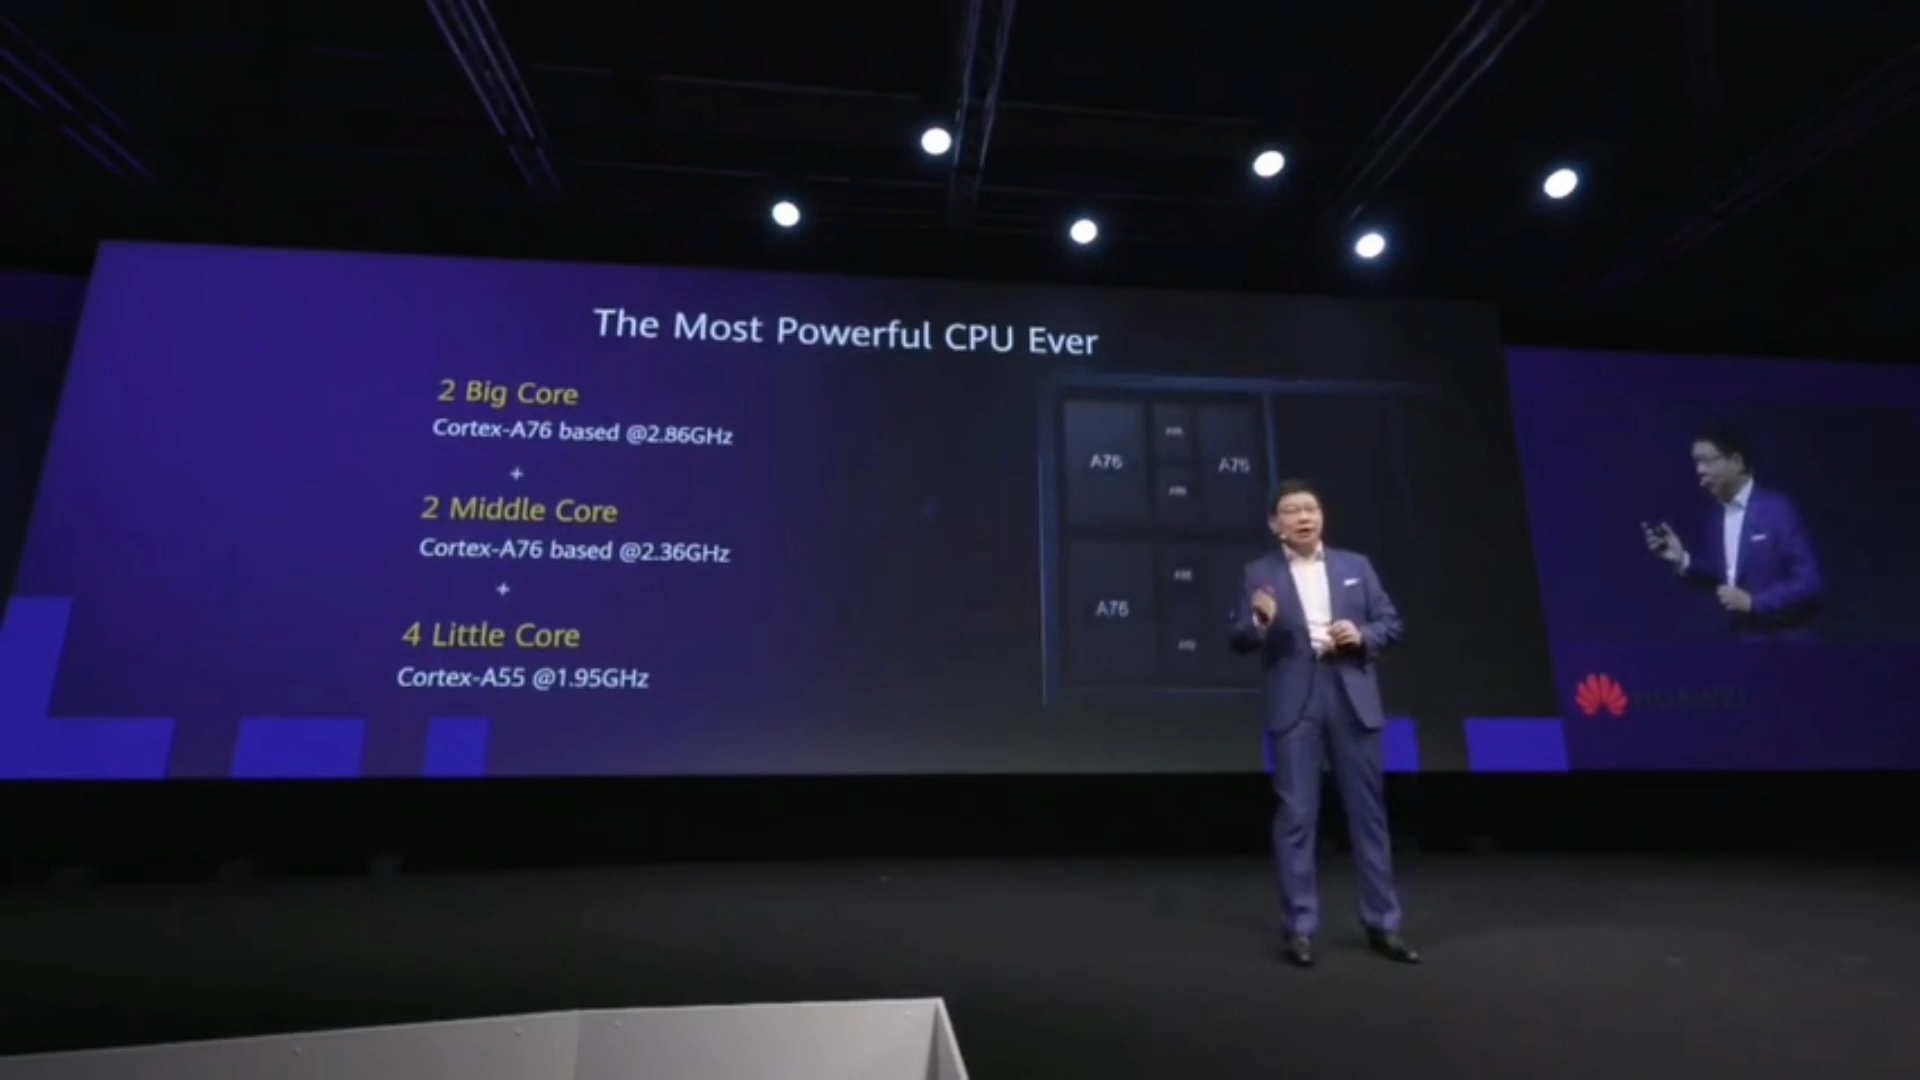 The Most Powerful CPU Ever
2 Big Core
Cortex-A76 based @2.86GHz
+
2 Middle Core
Cortex-A76 based @2.36GHz
+
4 Little Core
Cortex-A55 @1.95GHz
A76
A76
A76
HUAWEI